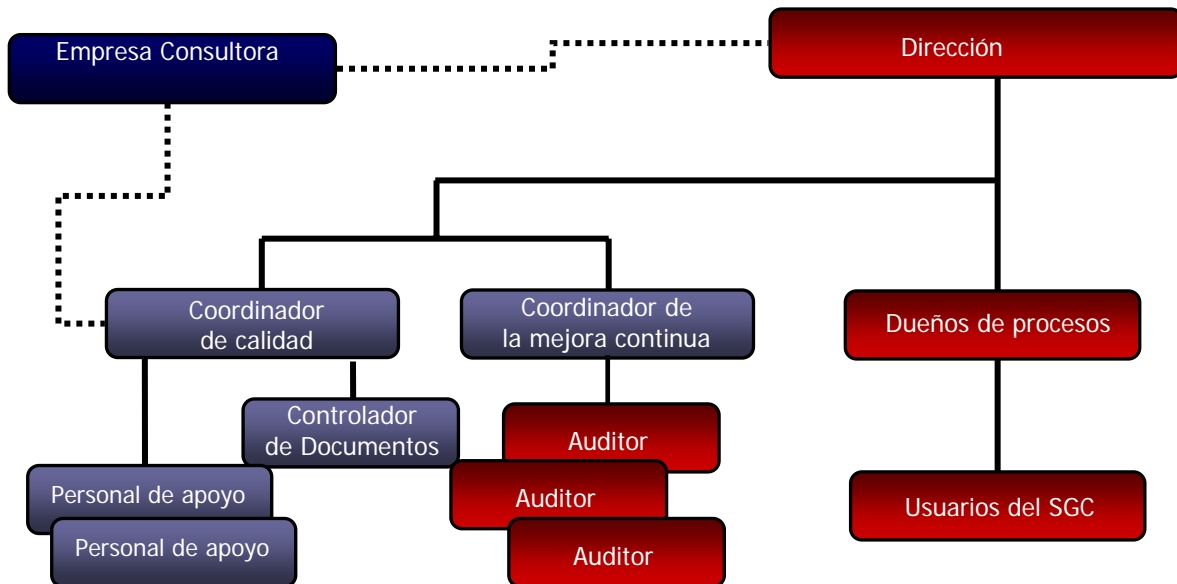 Empresa Consultora
Dirección
Coordinador
de calidad
Coordinador de
la mejora continua
Dueños de procesos
Controlador
de Documentos
Auditor
Personal de apoyo
Auditor
Usuarios del SGC
Personal de apoyo
Auditor